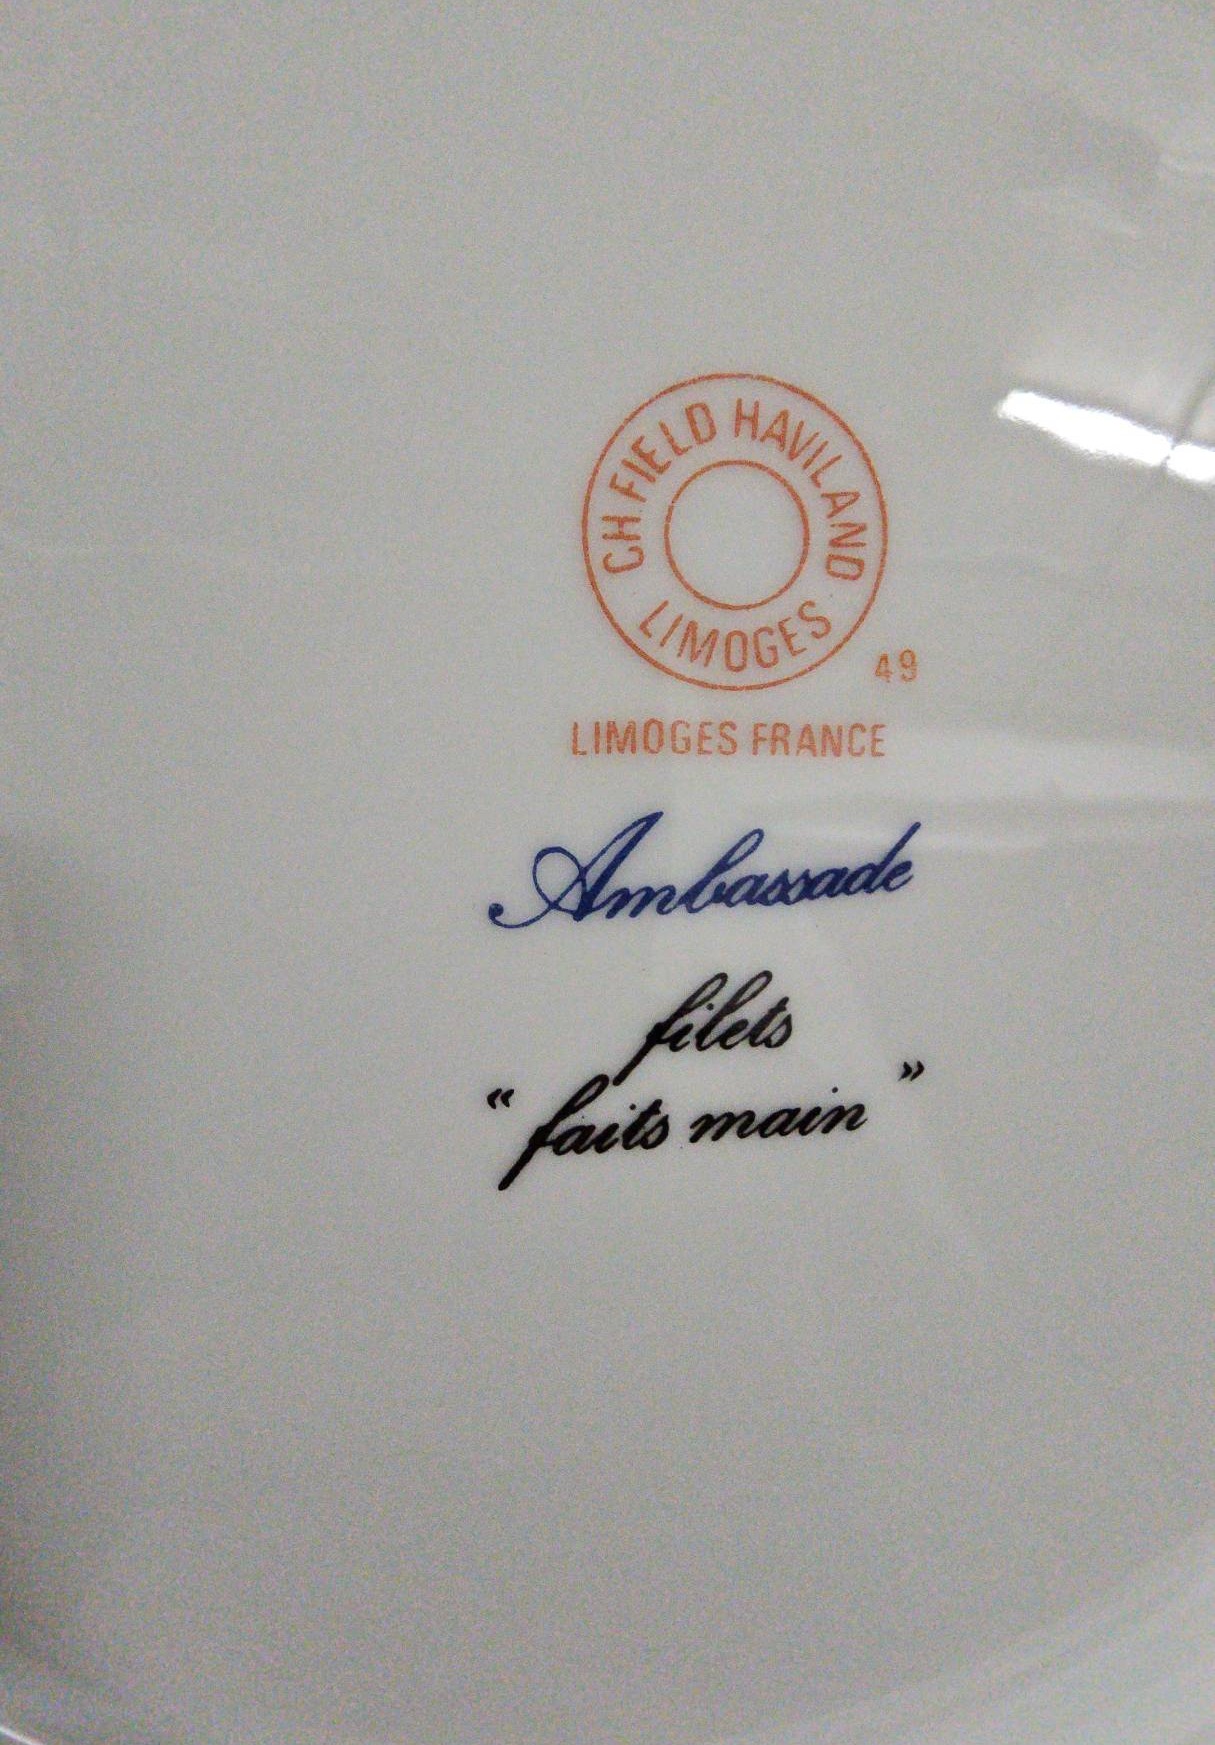 CH. FIELD HAVILAND
LIMOGES
49
LIMOGES FRANCE
Ambassade
filets
“ faits main ”